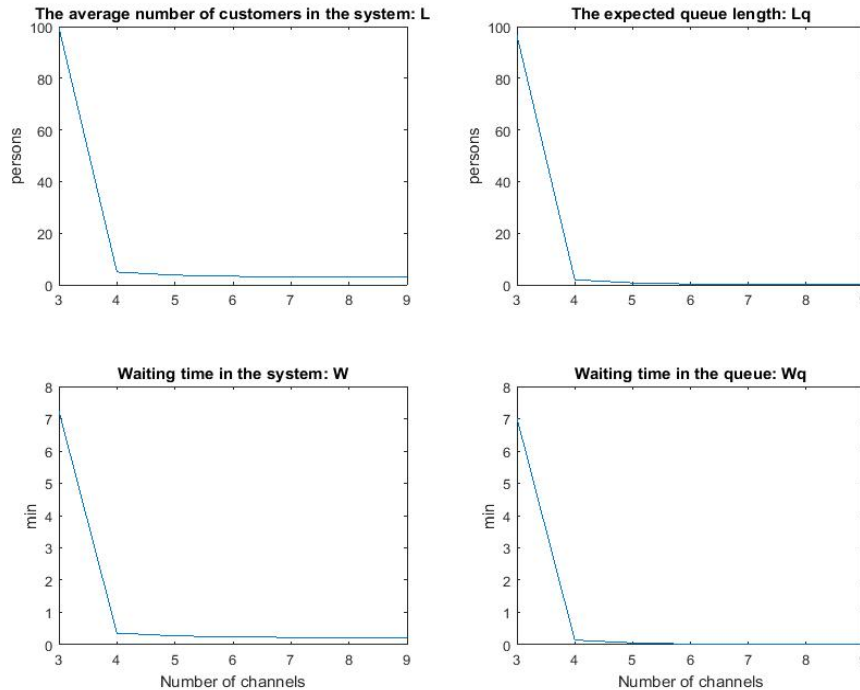 The average number of customers in the system: L
100
80
60
40
20
0
persons
3 4 5 6 7 8 9
The expected queue length: Lq
100
80
60
40
20
0
persons
3 4 5 6 7 8
Waiting time in the system: W
8
7
6
5
4
3
2
1
0
min
3 4 5 6 7 8 9
Number of channels
Waiting time in the queue: Wq
8
7
6
5
4
3
2
1
0
min
3 4 5 6 7 8
Number of channels